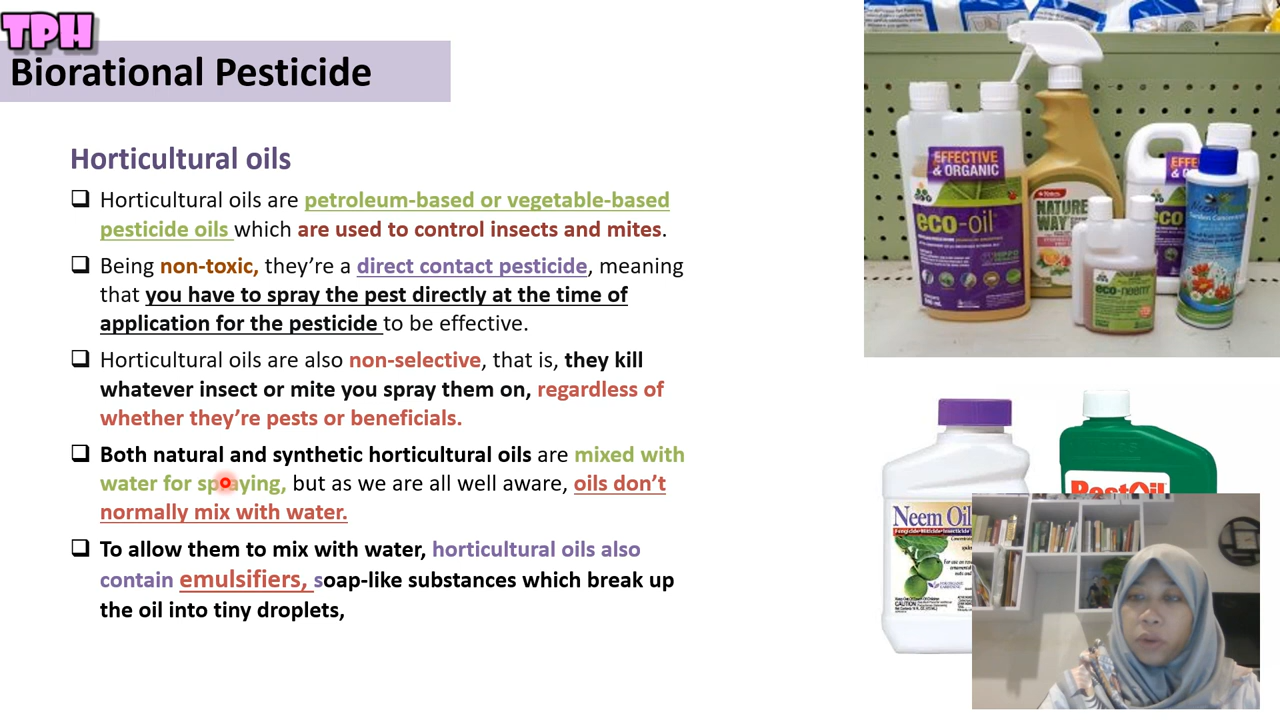 TPH
Biorational Pesticide
Horticultural oils
Horticultural oils are petroleum-based or vegetable-based
pesticide oils which are used to control insects and mites.
Being non-toxic, they're a direct contact pesticide, meaning
that you have to spray the pest directly at the time of
application for the pesticide to be effective.
Horticultural oils are also non-selective, that is, they kill
whatever insect or mite you spray them on, regardless of
whether they're pests or beneficials.
Both natural and synthetic horticultural oils are mixed with
water for spraying, but as we are all well aware, oils don't
normally mix with water.
To allow them to mix with water, horticultural oils also
contain emulsifiers, soap-like substances which break up
the oil into tiny droplets,
EFFECTIVE
& ORGANIC
eco-oil
NATURE
WAY
eco-neem
Neem Oil
PestOil
CAUTION